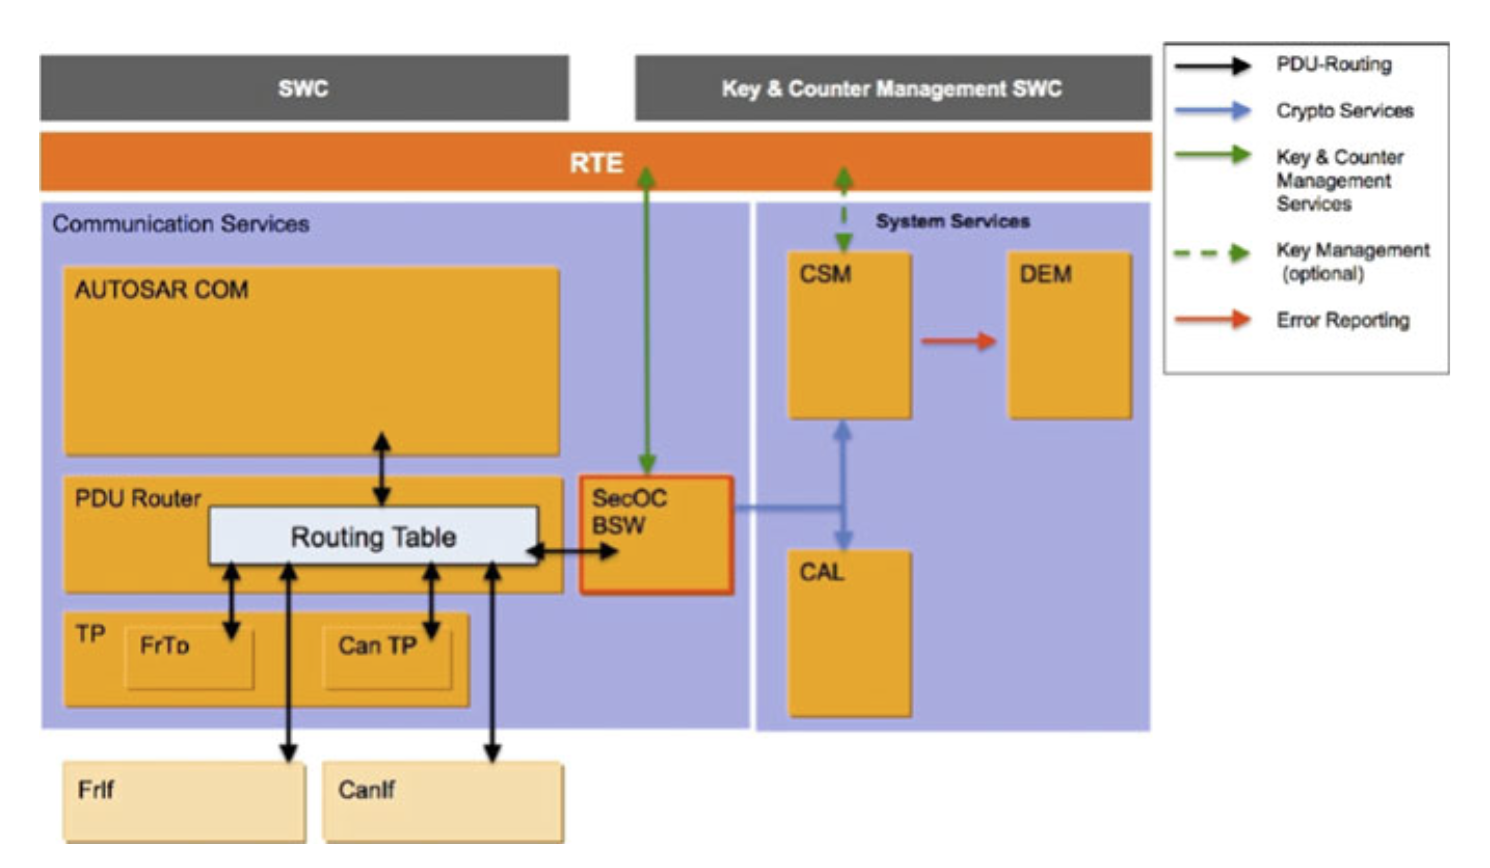 SWC
Key & Counter Management SWC
RTE
Communication Services
AUTOSAR COM
PDU Router
Routing Table
SecOC
BSW
TP
FrTp
Can TP
FrIf
CanIf
System Services
CSM
DEM
CAL
PDU-Routing
Crypto Services
Key & Counter
Management
Services
Key Management
(optional)
Error Reporting